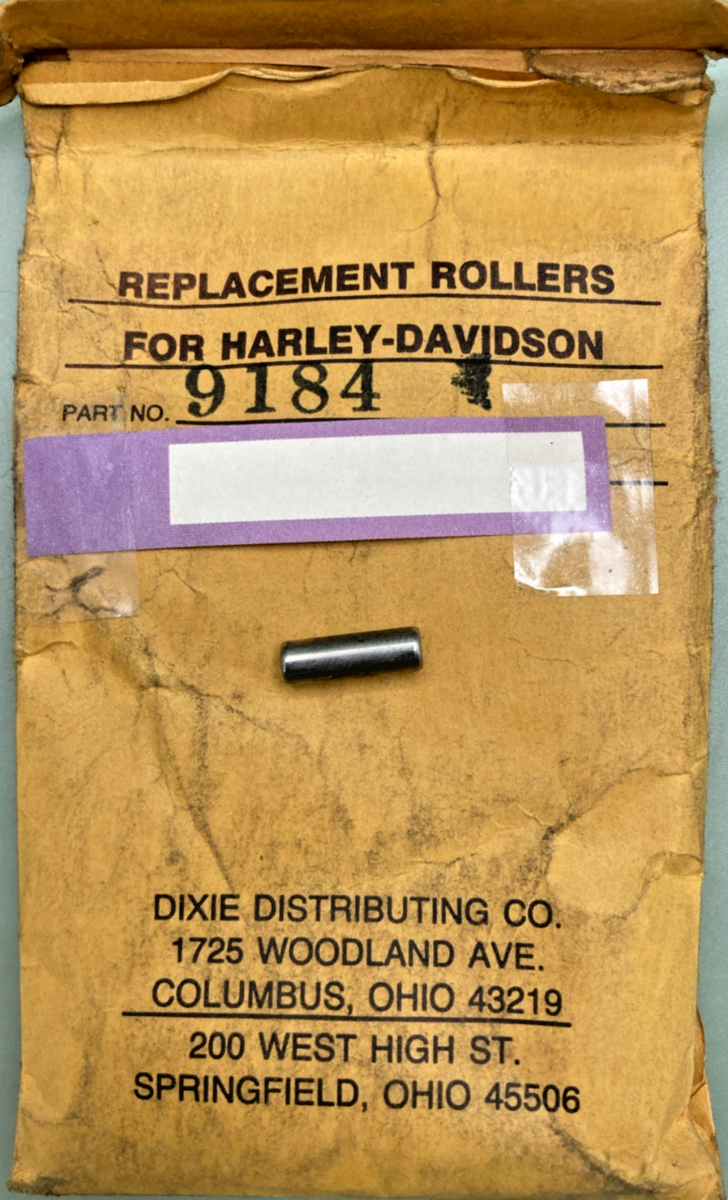 REPLACEMENT ROLLERS
FOR HARLEY-DAVIDSON
PART NO. 9184
DIXIE DISTRIBUTING CO.
1725 WOODLAND AVE.
COLUMBUS, OHIO 43219
200 WEST HIGH ST.
SPRINGFIELD, OHIO 45506